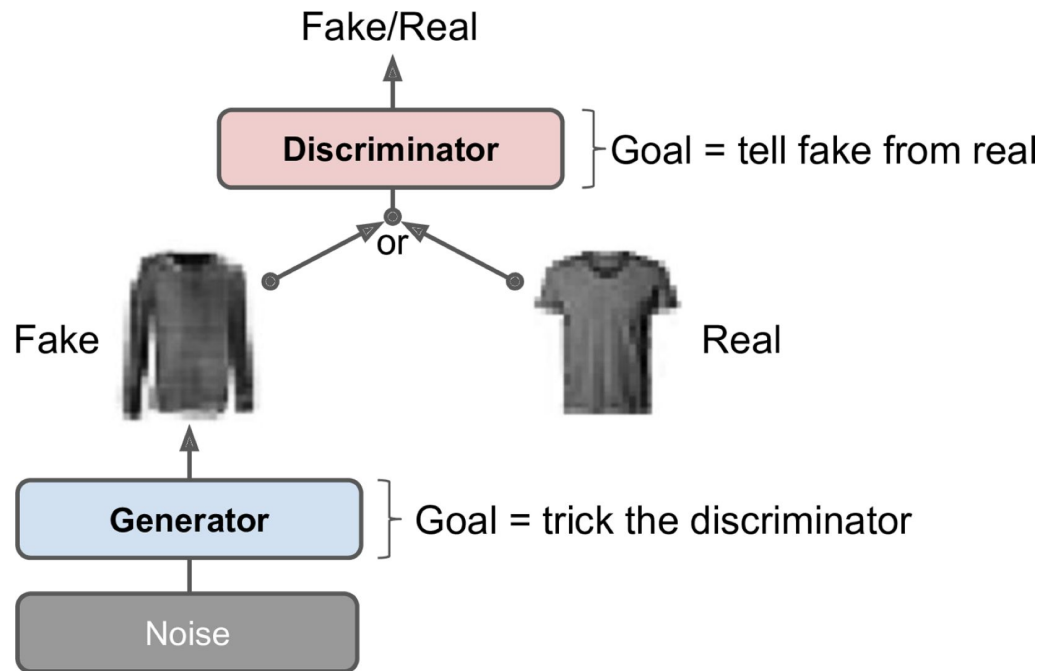 Fake/Real
Discriminator
Goal = tell fake from real
or
Fake
Real
Generator
Goal = trick the discriminator
Noise